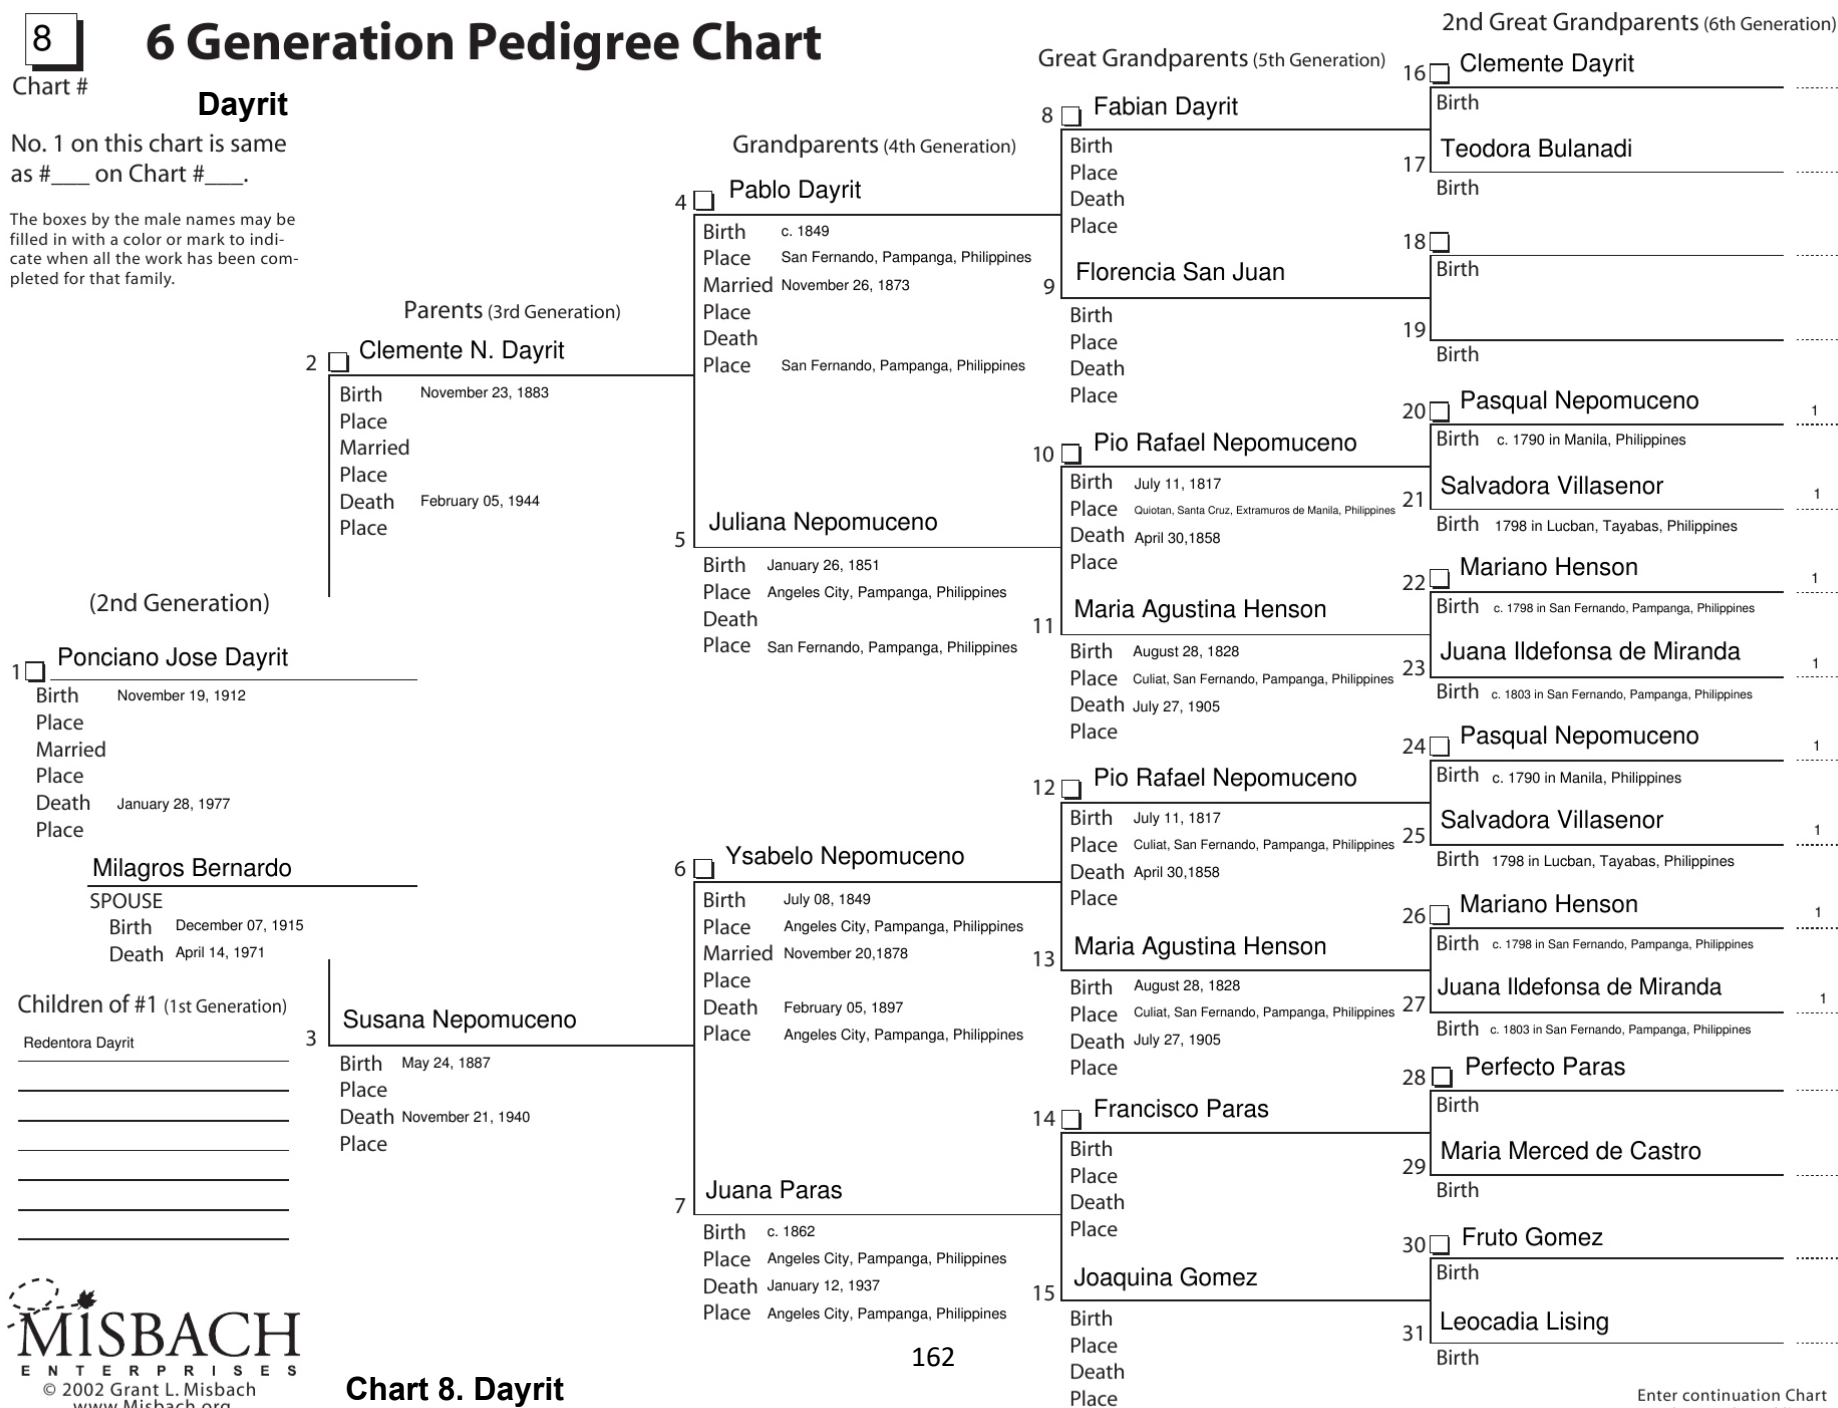 8
Chart #
6 Generation Pedigree Chart
Dayrit
No. 1 on this chart is same
as #___ on Chart #___.
The boxes by the male names may be
filled in with a color or mark to indi-
cate when all the work has been com-
pleted for that family.
(2nd Generation)
1 Ponciano Jose Dayrit
Birth November 19, 1912
Place
Married
Place
Death January 28, 1977
Place
Milagros Bernardo
SPOUSE
Birth December 07, 1915
Death April 14, 1971
Children of #1 (1st Generation)
Redentora Dayrit
Parents (3rd Generation)
2 Clemente N. Dayrit
Birth November 23, 1883
Place
Married
Place
Death February 05, 1944
Place
3 Susana Nepomuceno
Birth May 24, 1887
Place
Death November 21, 1940
Place
Grandparents (4th Generation)
4 Pablo Dayrit
Birth c. 1849
Place San Fernando, Pampanga, Philippines
Married November 26, 1873
Place
Death
Place San Fernando, Pampanga, Philippines
5 Juliana Nepomuceno
Birth January 26, 1851
Place Angeles City, Pampanga, Philippines
Death
Place San Fernando, Pampanga, Philippines
6 Ysabelo Nepomuceno
Birth July 08, 1849
Place Angeles City, Pampanga, Philippines
Married November 20,1878
Place
Death February 05, 1897
Place Angeles City, Pampanga, Philippines
7 Juana Paras
Birth c. 1862
Place Angeles City, Pampanga, Philippines
Death January 12, 1937
Place Angeles City, Pampanga, Philippines
Great Grandparents (5th Generation)
8 Fabian Dayrit
Birth
Place
Death
Place
9 Florencia San Juan
Birth
Place
Death
Place
10 Pio Rafael Nepomuceno
Birth July 11, 1817
Place Quiotan, Santa Cruz, Extramuros de Manila, Philippines
Death April 30,1858
Place
11 Maria Agustina Henson
Birth August 28, 1828
Place Culiat, San Fernando, Pampanga, Philippines
Death July 27, 1905
Place
12 Pio Rafael Nepomuceno
Birth July 11, 1817
Place Culiat, San Fernando, Pampanga, Philippines
Death April 30,1858
Place
13 Maria Agustina Henson
Birth August 28, 1828
Place Culiat, San Fernando, Pampanga, Philippines
Death July 27, 1905
Place
14 Francisco Paras
Birth
Place
Death
Place
15 Joaquina Gomez
Birth
Place
Death
Place
2nd Great Grandparents (6th Generation)
16 Clemente Dayrit
Birth
17 Teodora Bulanadi
Birth
18
Birth
19
Birth
20 Pasqual Nepomuceno 1
Birth c. 1790 in Manila, Philippines
21 Salvadora Villasenor 1
Birth 1798 in Lucban, Tayabas, Philippines
22 Mariano Henson 1
Birth c. 1798 in San Fernando, Pampanga, Philippines
23 Juana Ildefonsa de Miranda 1
Birth c. 1803 in San Fernando, Pampanga, Philippines
24 Pasqual Nepomuceno 1
Birth c. 1790 in Manila, Philippines
25 Salvadora Villasenor 1
Birth 1798 in Lucban, Tayabas, Philippines
26 Mariano Henson 1
Birth c. 1798 in San Fernando, Pampanga, Philippines
27 Juana Ildefonsa de Miranda 1
Birth c. 1803 in San Fernando, Pampanga, Philippines
28 Perfecto Paras
Birth
29 Maria Merced de Castro
Birth
30 Fruto Gomez
Birth
31 Leocadia Lising
Birth
MISBACH
ENTERPRISES
© 2002 Grant L. Misbach
www.Misbach.org
Chart 8. Dayrit
162
Enter continuation Chart